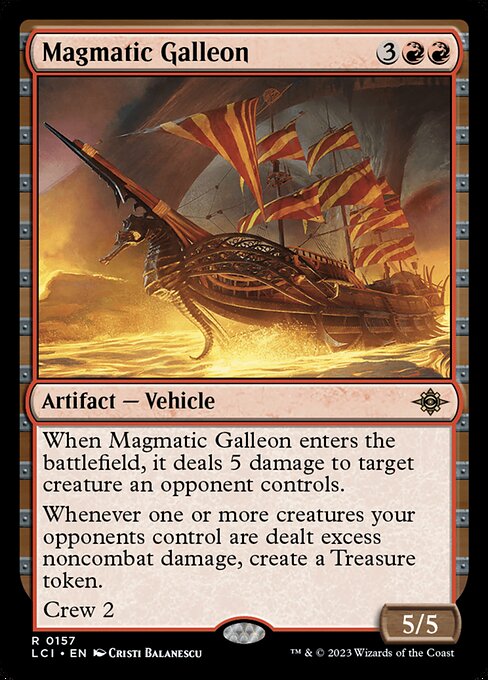 Magmatic Galleon 3
Artifact — Vehicle
When Magmatic Galleon enters the
battlefield, it deals 5 damage to target
creature an opponent controls.
Whenever one or more creatures your
opponents control are dealt excess
noncombat damage, create a Treasure
token.
Crew 2
5/5
R 0157
LCI • EN Cristi Balanescu
™ & © 2023 Wizards of the Coast